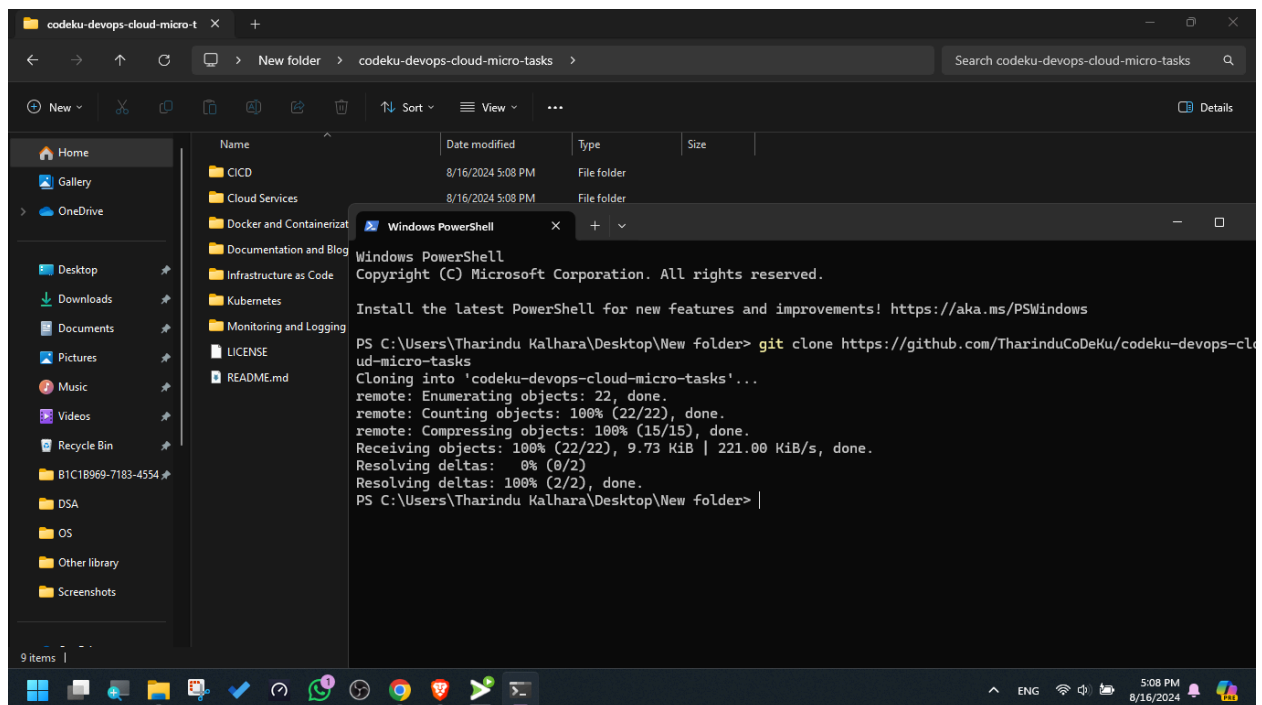 codeku-devops-cloud-micro-t
New folder > codeku-devops-cloud-micro-tasks >
Search codeku-devops-cloud-micro-tasks
New
Sort
View
Details
Home
Gallery
OneDrive
Desktop
Downloads
Documents
Pictures
Music
Videos
Recycle Bin
B1C1B969-7183-4554
DSA
OS
Other library
Screenshots
9 items
Name Date modified Type Size
CICD 8/16/2024 5:08 PM File folder
Cloud Services 8/16/2024 5:08 PM File folder
Docker and Containerizat
Documentation and Blog
Infrastructure as Code
Kubernetes
Monitoring and Logging
LICENSE
README.md
Windows PowerShell
Windows PowerShell
Copyright (C) Microsoft Corporation. All rights reserved.
Install the latest PowerShell for new features and improvements! https://aka.ms/PSWindows
PS C:\Users\Tharindu Kalhara\Desktop\New folder> git clone https://github.com/TharinduCoDeKu/codeku-devops-clo
ud-micro-tasks
Cloning into 'codeku-devops-cloud-micro-tasks'...
remote: Enumerating objects: 22, done.
remote: Counting objects: 100% (22/22), done.
remote: Compressing objects: 100% (15/15), done.
Receiving objects: 100% (22/22), 9.73 KiB | 221.00 KiB/s, done.
Resolving deltas:   0% (0/2)
Resolving deltas: 100% (2/2), done.
PS C:\Users\Tharindu Kalhara\Desktop\New folder>
1
ENG
5:08 PM
8/16/2024
PRE